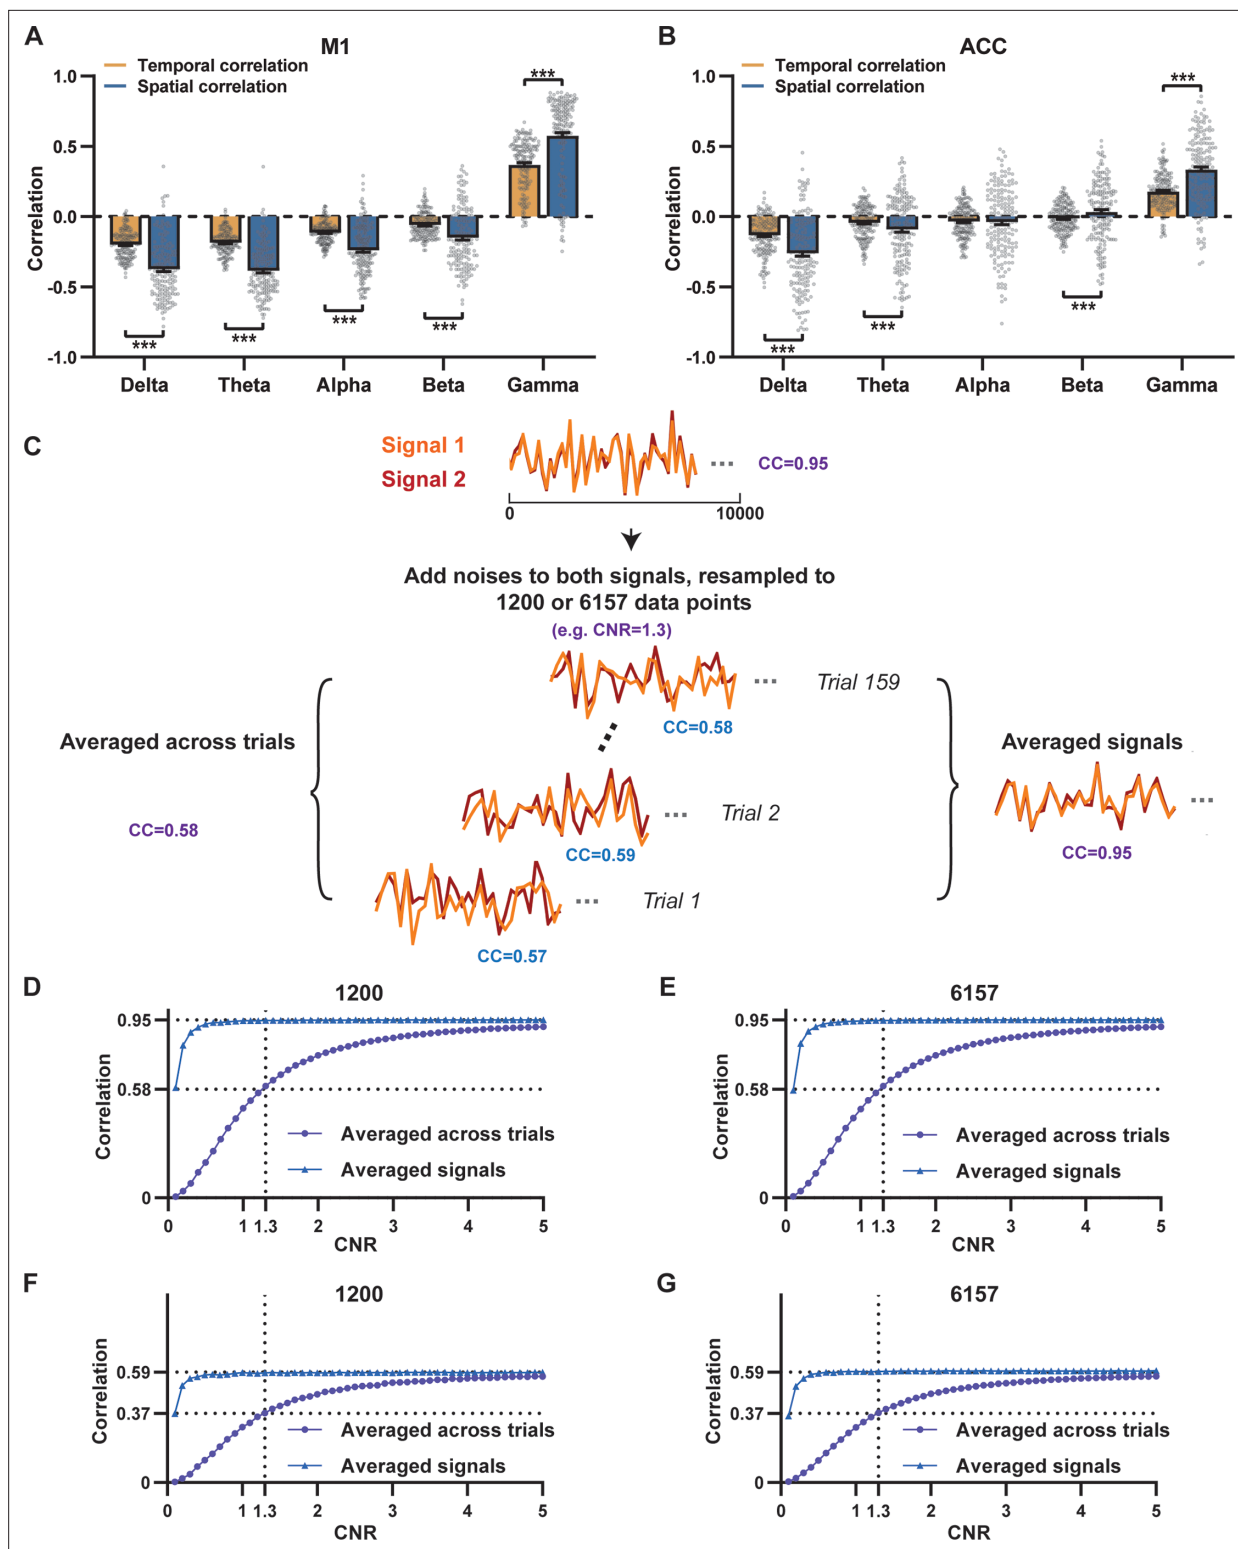 A
M1
Temporal correlation
Spatial correlation
***
1.0
0.5
0.0
-0.5
-1.0
Correlation
***
***
***
***
Delta
Theta
Alpha
Beta
Gamma
B
ACC
Temporal correlation
Spatial correlation
***
1.0
0.5
0.0
-0.5
-1.0
Correlation
***
***
***
Delta
Theta
Alpha
Beta
Gamma
C
Signal 1
Signal 2
CC=0.95
0
10000
Add noises to both signals, resampled to
1200 or 6157 data points
(e.g. CNR=1.3)
Trial 159
CC=0.58
Averaged across trials
CC=0.58
Trial 2
CC=0.59
Trial 1
CC=0.57
Averaged signals
CC=0.95
D
1200
0.95
0.58
0
Correlation
Averaged across trials
Averaged signals
0
1
1.3
2
3
4
5
CNR
E
6157
0.95
0.58
0
Correlation
Averaged across trials
Averaged signals
0
1
1.3
2
3
4
5
CNR
F
1200
0.59
0.37
0
Correlation
Averaged across trials
Averaged signals
0
1
1.3
2
3
4
5
CNR
G
6157
0.59
0.37
0
Correlation
Averaged across trials
Averaged signals
0
1
1.3
2
3
4
5
CNR